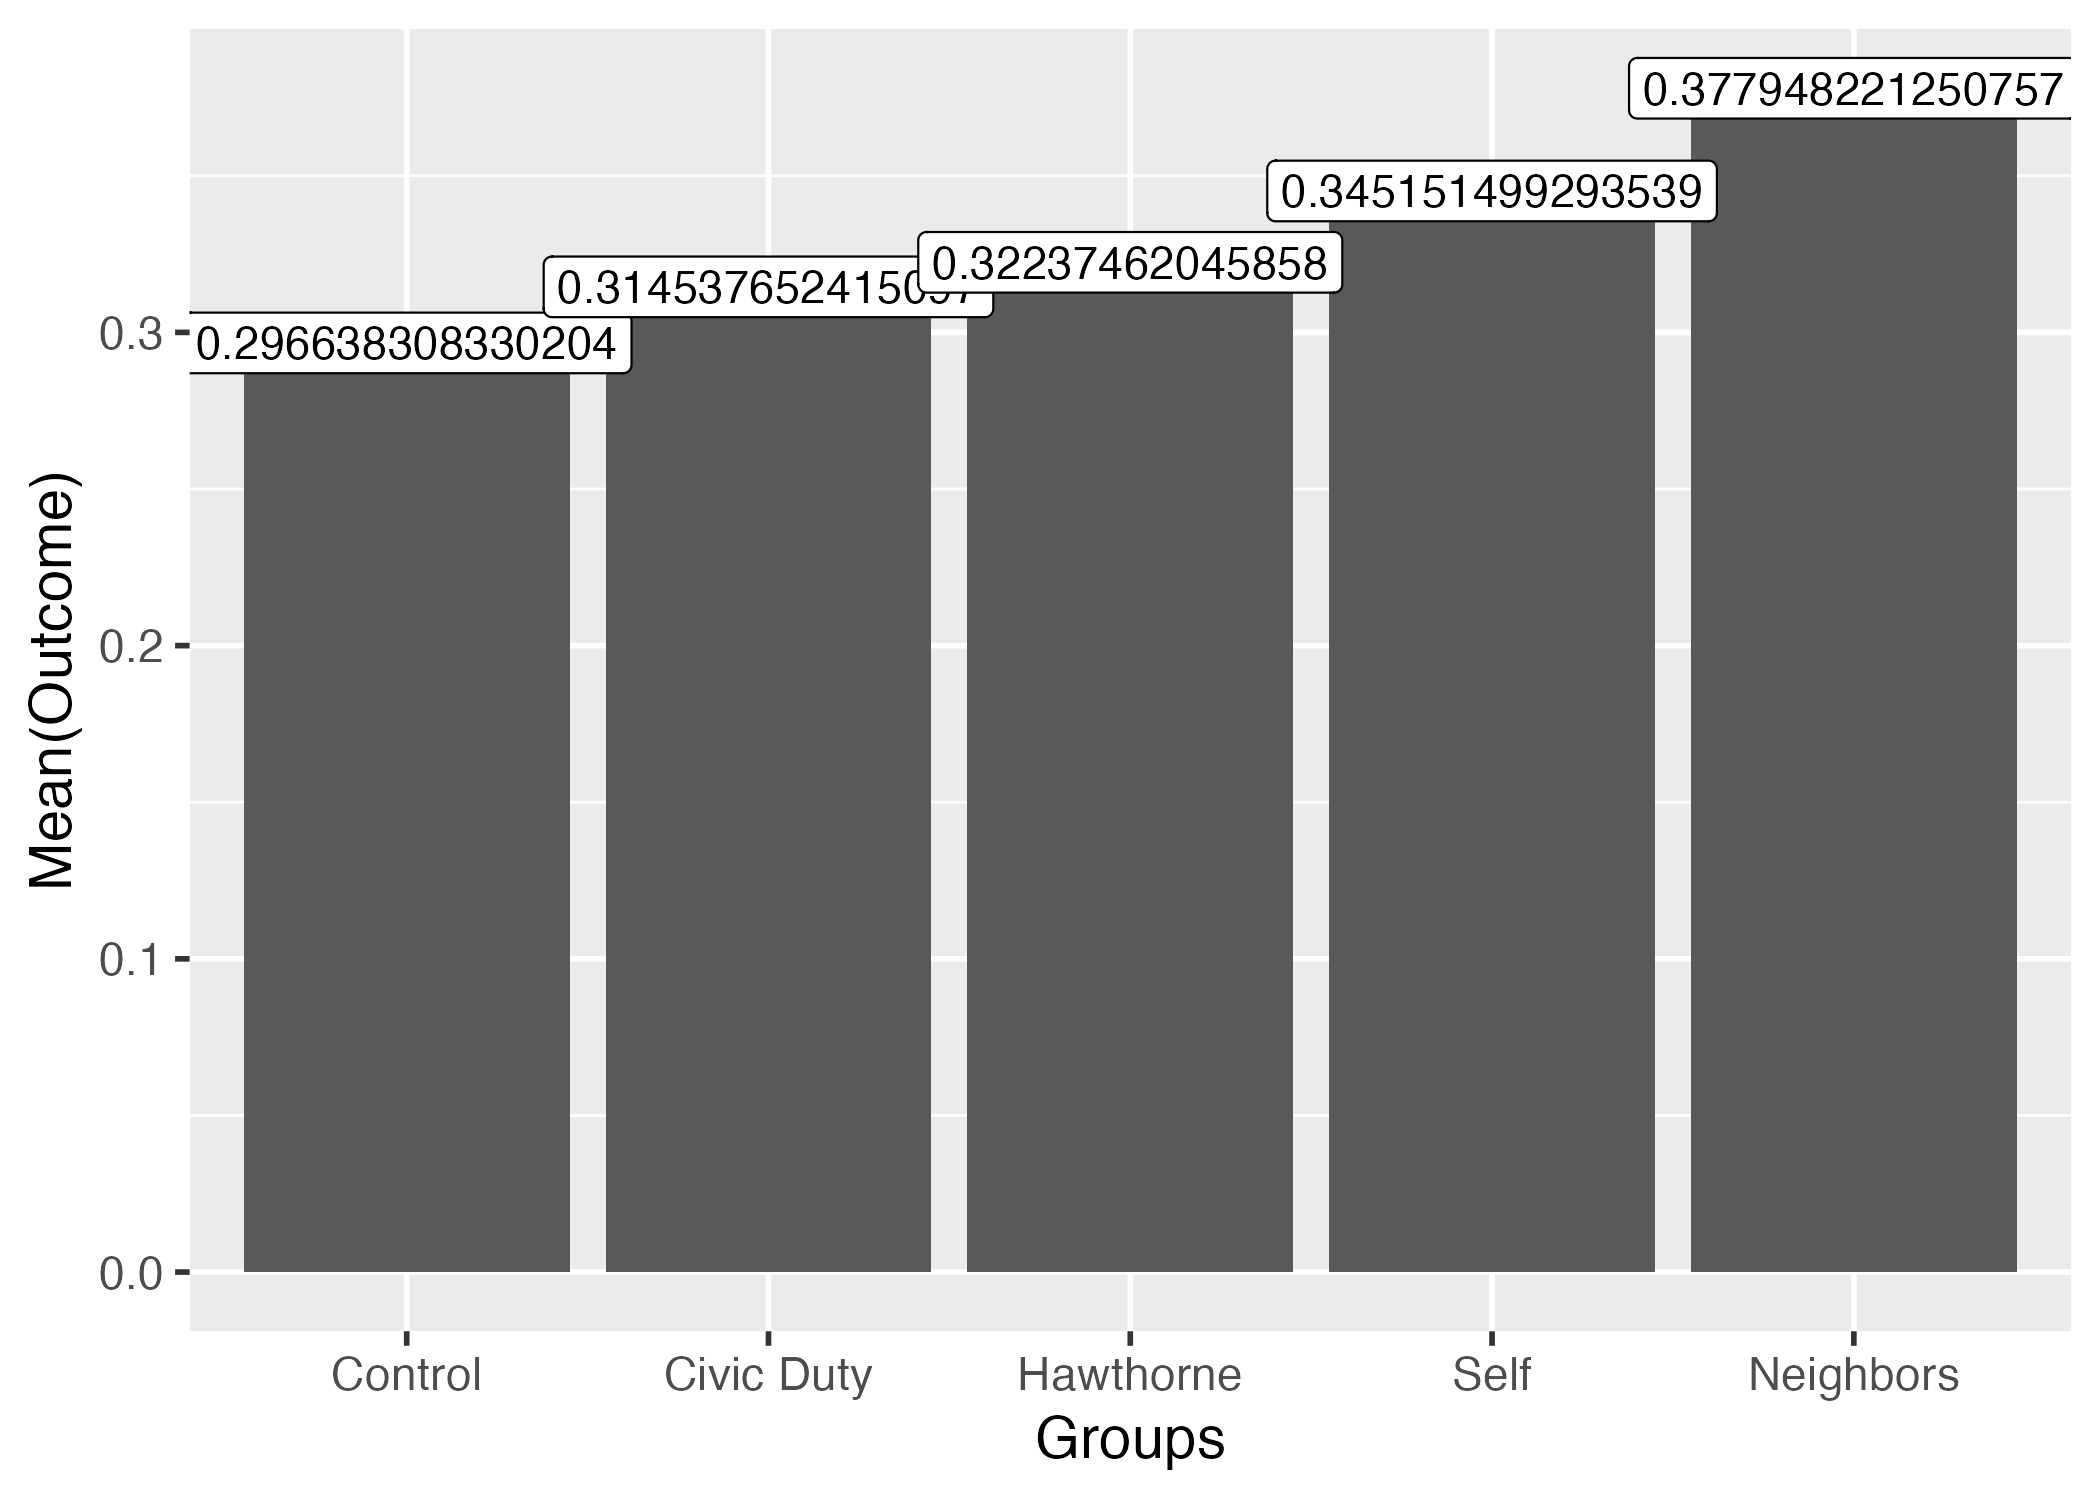 0.377948221250757
0.345151499293539
0.32237462045858
0.296638308330204
Mean(Outcome)
0.3
0.2
0.1
0.0
Control
Civic Duty
Hawthorne
Self
Neighbors
Groups